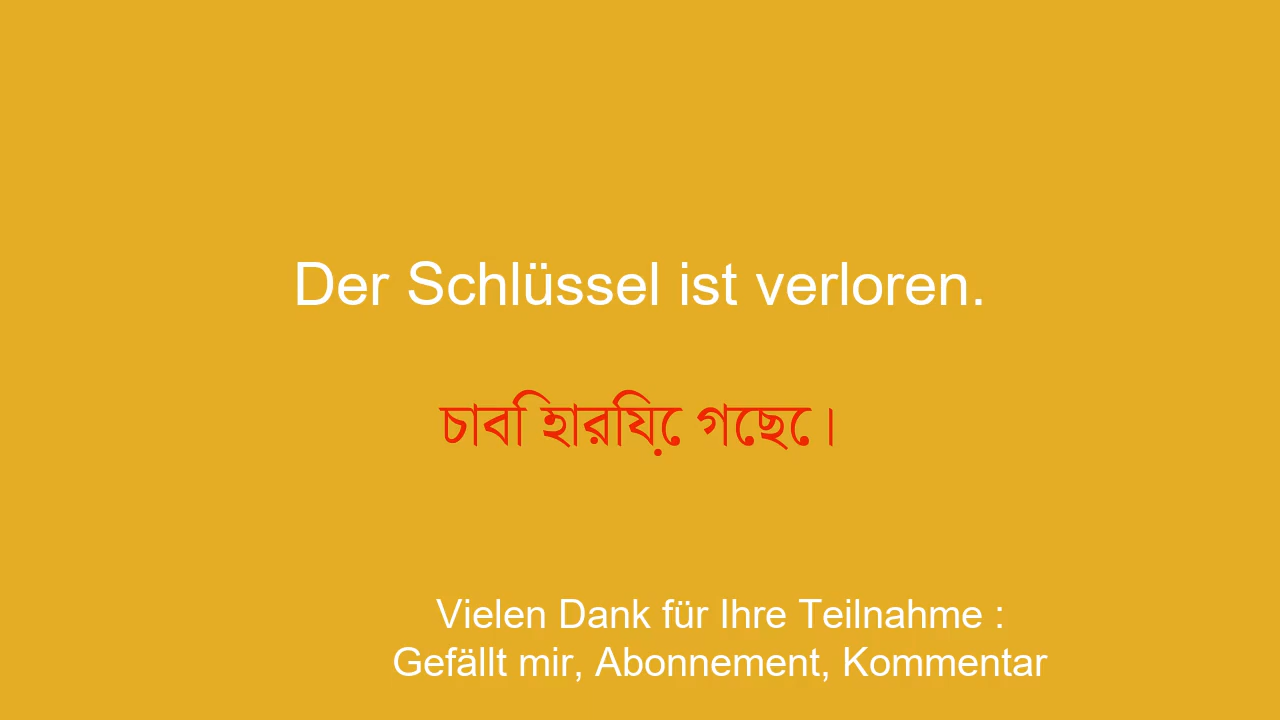 Der Schlüssel ist verloren.
চাবি হারিয়ে গেছে।
Vielen Dank für Ihre Teilnahme :
Gefällt mir, Abonnement, Kommentar